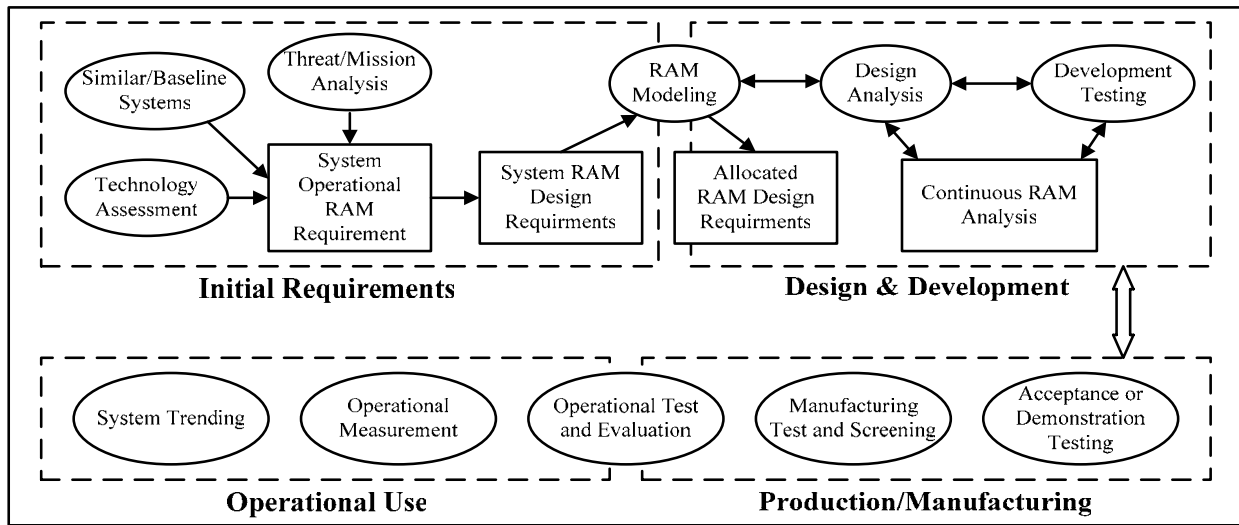 Similar/Baseline
Systems
Threat/Mission
Analysis
Technology
Assessment
System
Operational
RAM
Requirement
System RAM
Design
Requirments
RAM
Modeling
Allocated
RAM Design
Requirments
Design
Analysis
Development
Testing
Continuous RAM
Analysis
Initial Requirements
Design & Development
System Trending
Operational
Measurement
Operational Test
and Evaluation
Manufacturing
Test and Screening
Acceptance or
Demonstration
Testing
Operational Use
Production/Manufacturing